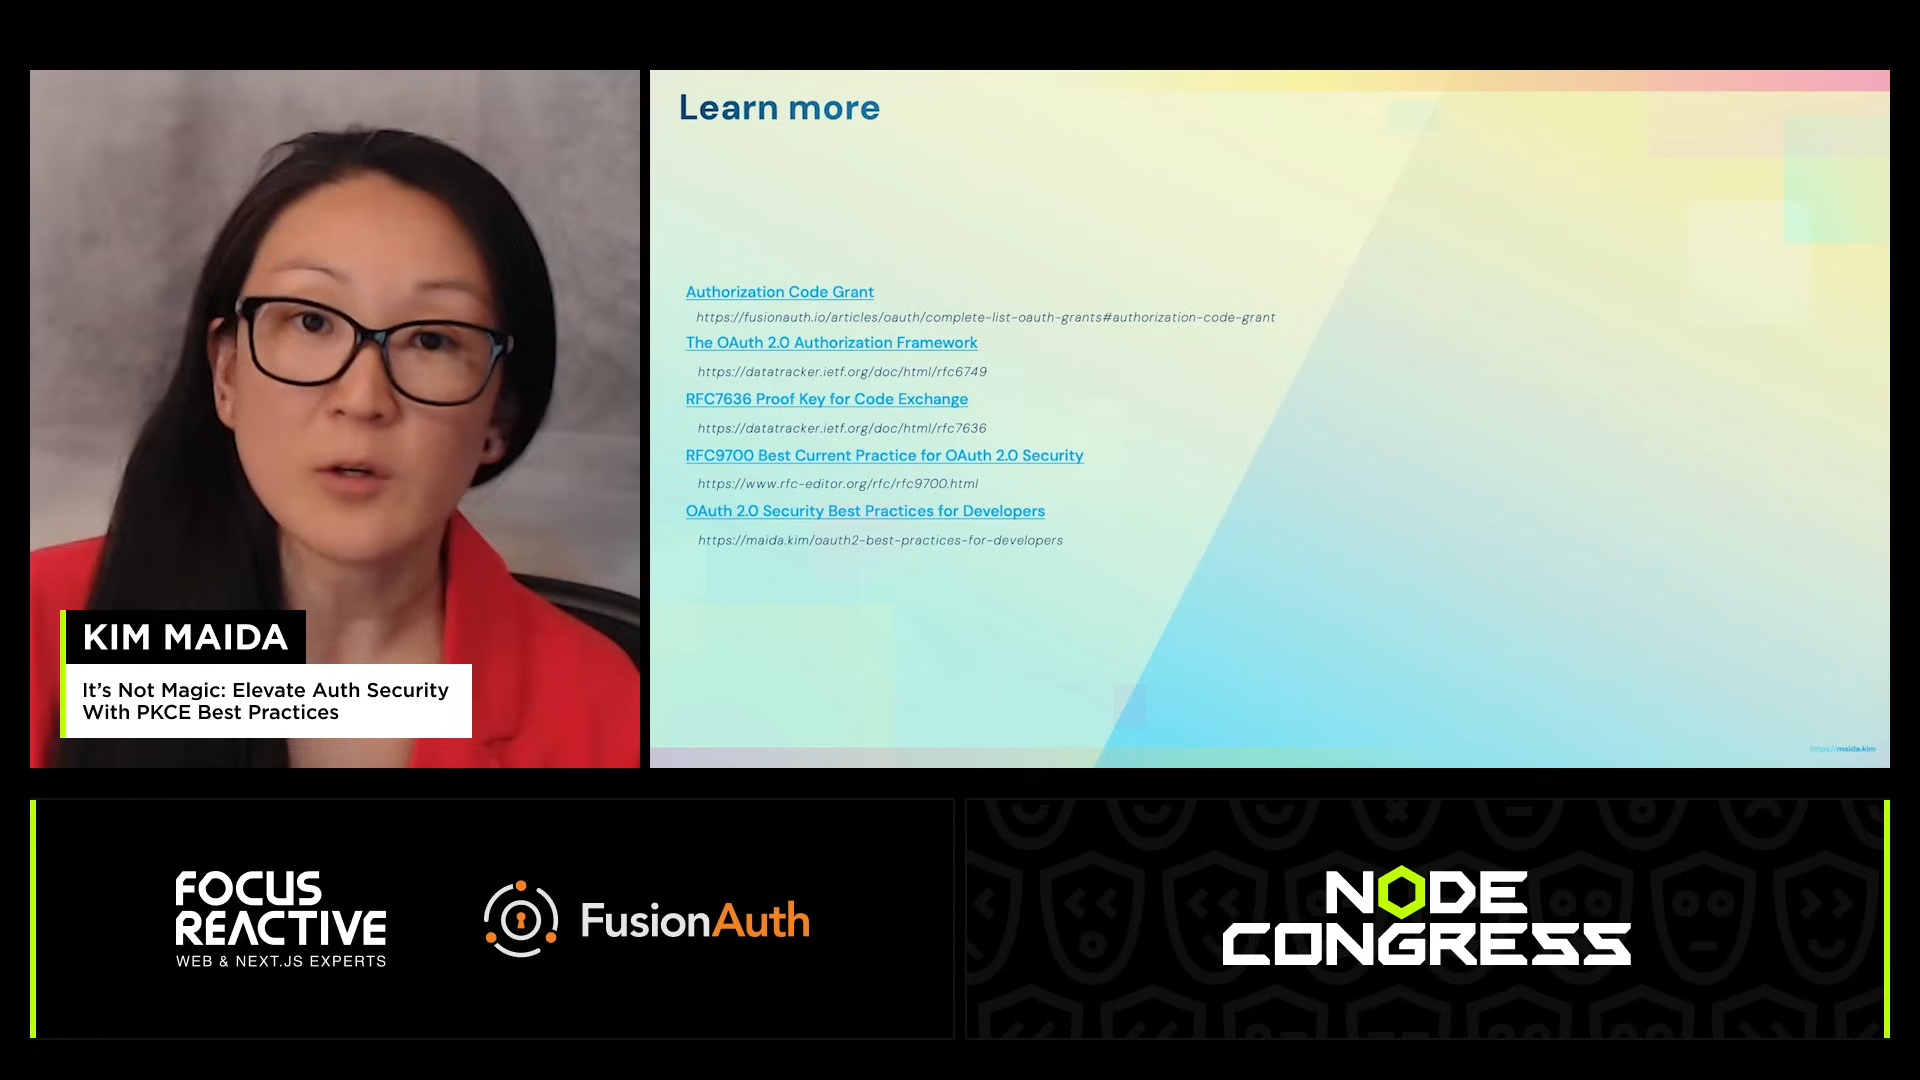 Learn more
Authorization Code Grant
https://fusionauth.io/articles/oauth/complete-list-oauth-grants#authorization-code-grant
The OAuth 2.0 Authorization Framework
https://datatracker.ietf.org/doc/html/rfc6749
RFC7636 Proof Key for Code Exchange
https://datatracker.ietf.org/doc/html/rfc7636
RFC9700 Best Current Practice for OAuth 2.0 Security
https://www.rfc-editor.org/rfc/rfc9700.html
OAuth 2.0 Security Best Practices for Developers
https://maida.kim/oauth2-best-practices-for-developers
https://maida.kim
KIM MAIDA
It’s Not Magic: Elevate Auth Security
With PKCE Best Practices
FOCUS
REACTIVE
WEB & NEXT.JS EXPERTS
FusionAuth
NODE
CONGRESS